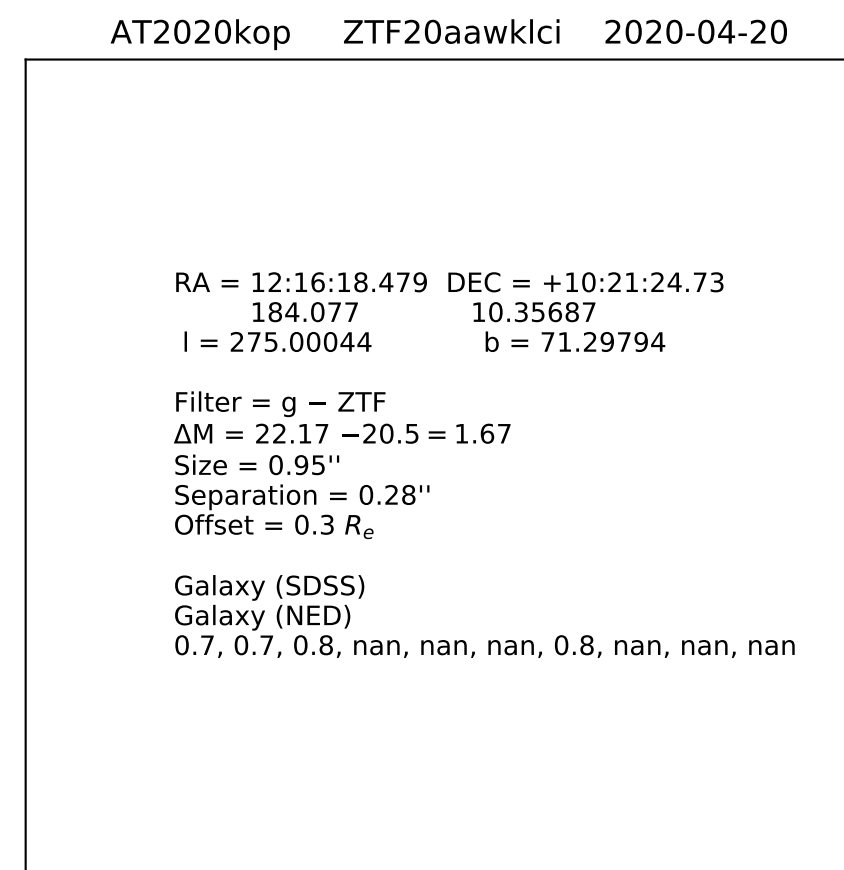 AT2020kop ZTF20aawklci 2020-04-20
RA = 12:16:18.479 DEC = +10:21:24.73
184.077 10.35687
l = 275.00044 b = 71.29794
Filter = g − ZTF
ΔM = 22.17 −20.5 = 1.67
Size = 0.95''
Separation = 0.28''
Offset = 0.3 Rₑ
Galaxy (SDSS)
Galaxy (NED)
0.7, 0.7, 0.8, nan, nan, nan, 0.8, nan, nan, nan